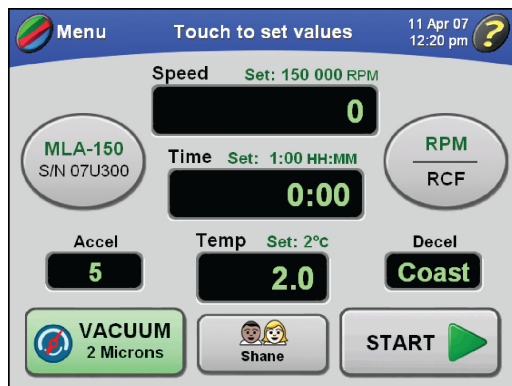 Menu
Touch to set values
11 Apr 07
12:20 pm
?
Speed Set: 150 000 RPM
0
MLA-150
S/N 07U300
Time Set: 1:00 HH:MM
0:00
RPM
RCF
Accel
5
Temp Set: 2°C
2.0
Decel
Coast
VACUUM
2 Microns
Shane
START